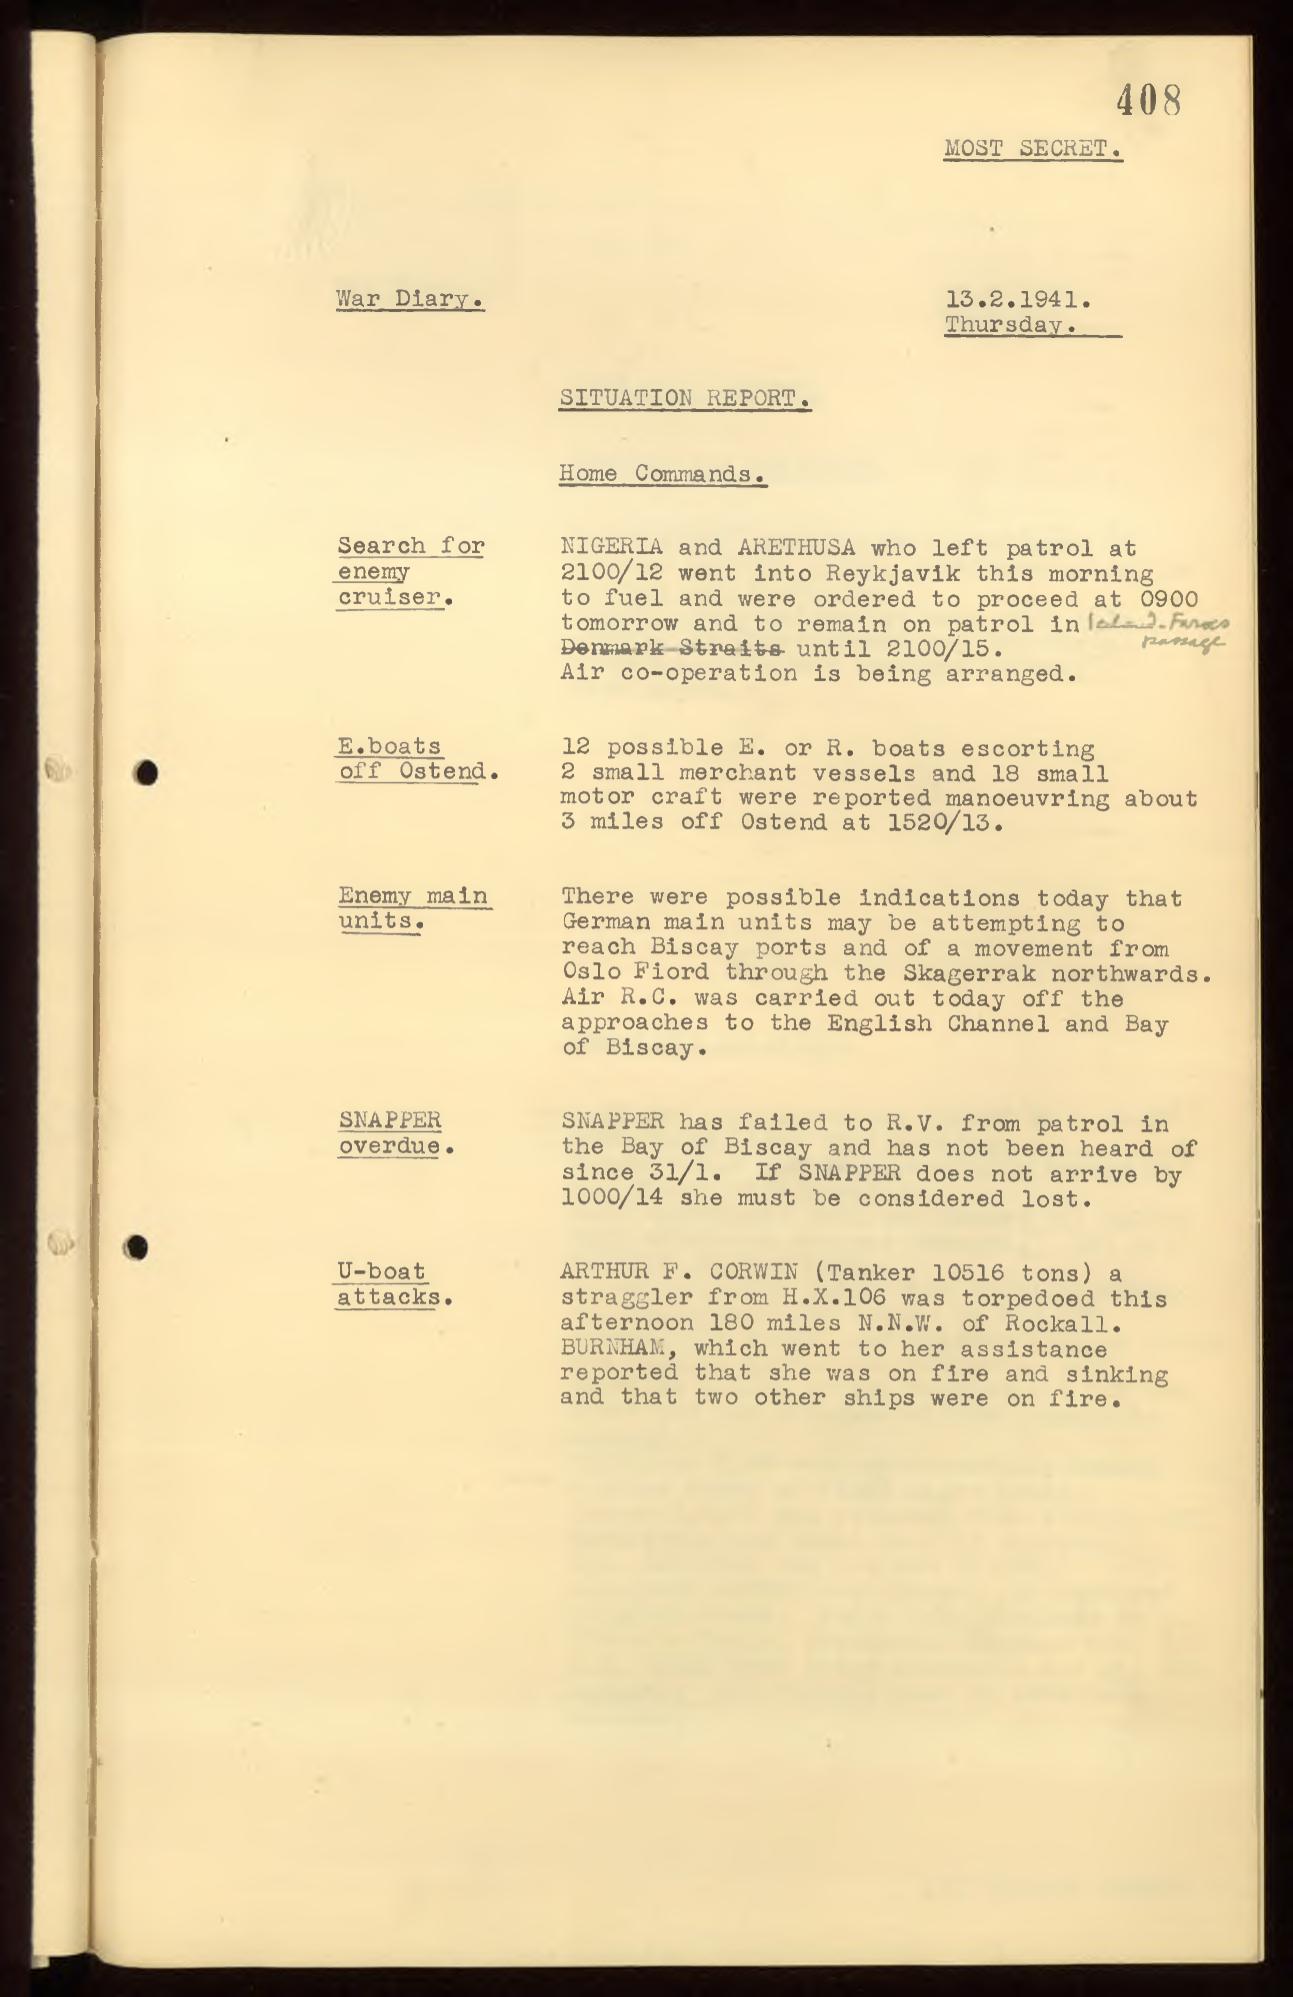 408
MOST SECRET.
War Diary.
13.2.1941.
Thursday.
SITUATION REPORT.
Home Commands.
Search for
enemy
cruiser.
NIGERIA and ARETHUSA who left patrol at
2100/12 went into Reykjavik this morning
to fuel and were ordered to proceed at 0900
tomorrow and to remain on patrol in Iceland-Faroes
passage
Denmark Straits until 2100/15.
Air co-operation is being arranged.
E.boats
off Ostend.
12 possible E. or R. boats escorting
2 small merchant vessels and 18 small
motor craft were reported manoeuvring about
3 miles off Ostend at 1520/13.
Enemy main
units.
There were possible indications today that
German main units may be attempting to
reach Biscay ports and of a movement from
Oslo Fiord through the Skagerrak northwards.
Air R.C. was carried out today off the
approaches to the English Channel and Bay
of Biscay.
SNAPPER
overdue.
SNAPPER has failed to R.V. from patrol in
the Bay of Biscay and has not been heard of
since 31/1. If SNAPPER does not arrive by
1000/14 she must be considered lost.
U-boat
attacks.
ARTHUR F. CORWIN (Tanker 10516 tons) a
straggler from H.X.106 was torpedoed this
afternoon 180 miles N.N.W. of Rockall.
BURNHAM, which went to her assistance
reported that she was on fire and sinking
and that two other ships were on fire.